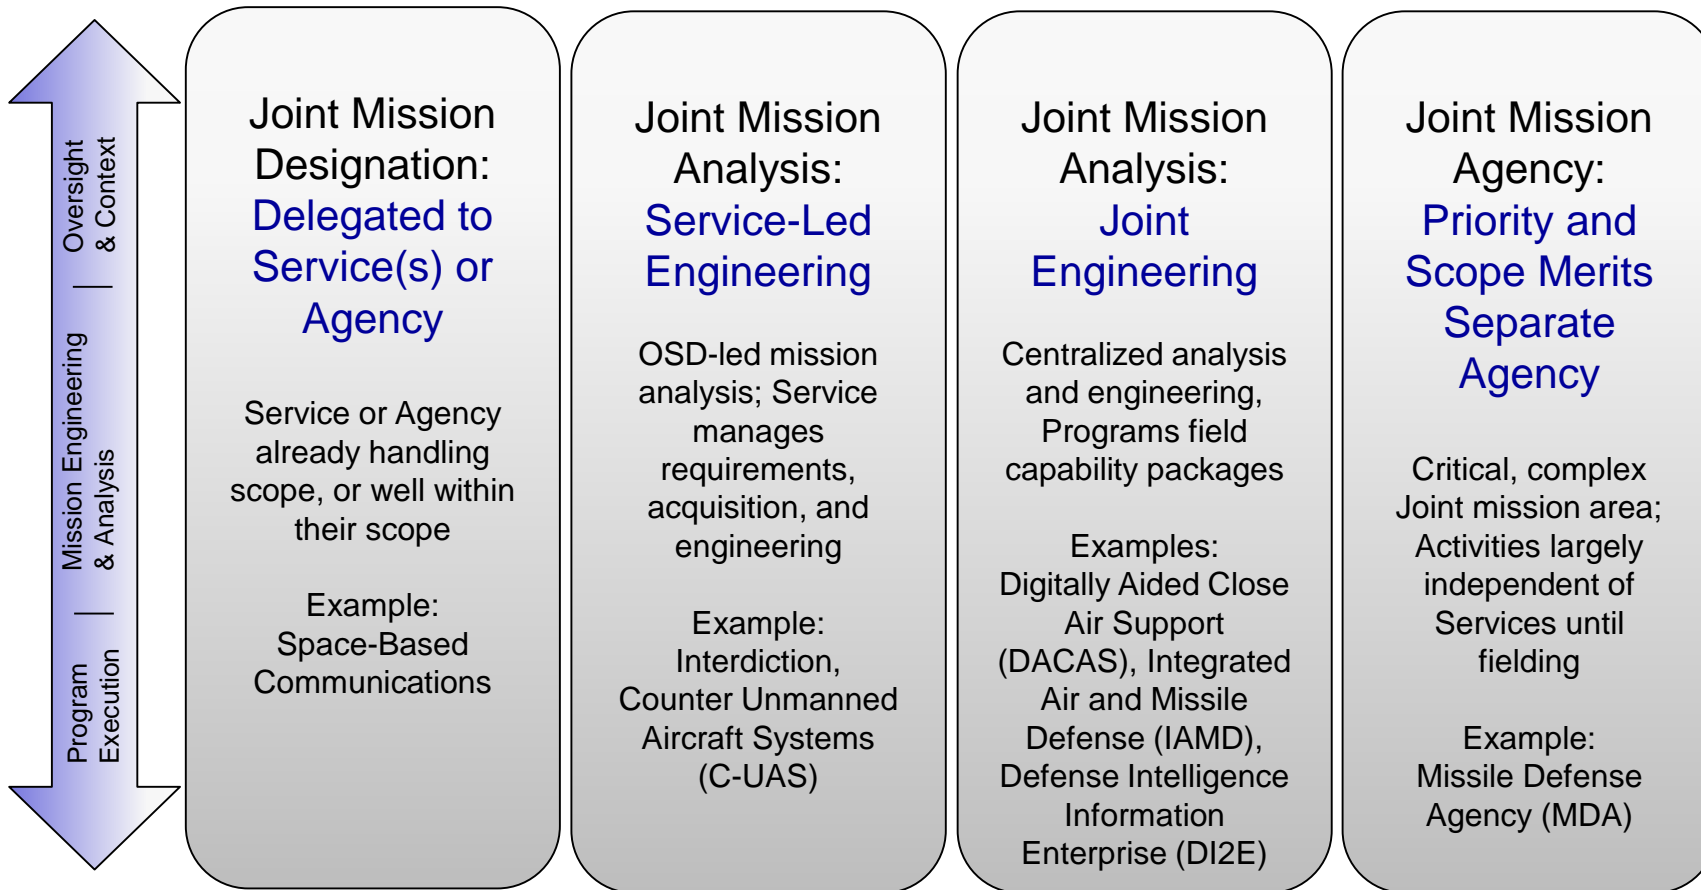 Oversight
& Context
Mission Engineering
& Analysis
Program
Execution
Joint Mission
Designation:
Delegated to
Service(s) or
Agency
Service or Agency
already handling
scope, or well within
their scope
Example:
Space-Based
Communications
Joint Mission
Analysis:
Service-Led
Engineering
OSD-led mission
analysis; Service
manages
requirements,
acquisition, and
engineering
Example:
Interdiction,
Counter Unmanned
Aircraft Systems
(C-UAS)
Joint Mission
Analysis:
Joint
Engineering
Centralized analysis
and engineering,
Programs field
capability packages
Examples:
Digitally Aided Close
Air Support
(DACAS), Integrated
Air and Missile
Defense (IAMD),
Defense Intelligence
Information
Enterprise (DI2E)
Joint Mission
Agency:
Priority and
Scope Merits
Separate
Agency
Critical, complex
Joint mission area;
Activities largely
independent of
Services until
fielding
Example:
Missile Defense
Agency (MDA)